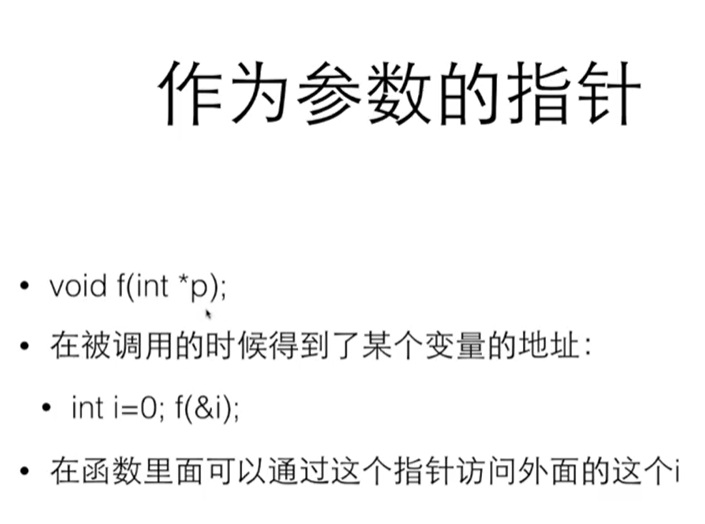 作为参数的指针
• void f(int *p);
• 在被调用的时候得到了某个变量的地址：
• int i=0; f(&i);
• 在函数里面可以通过这个指针访问外面的这个i